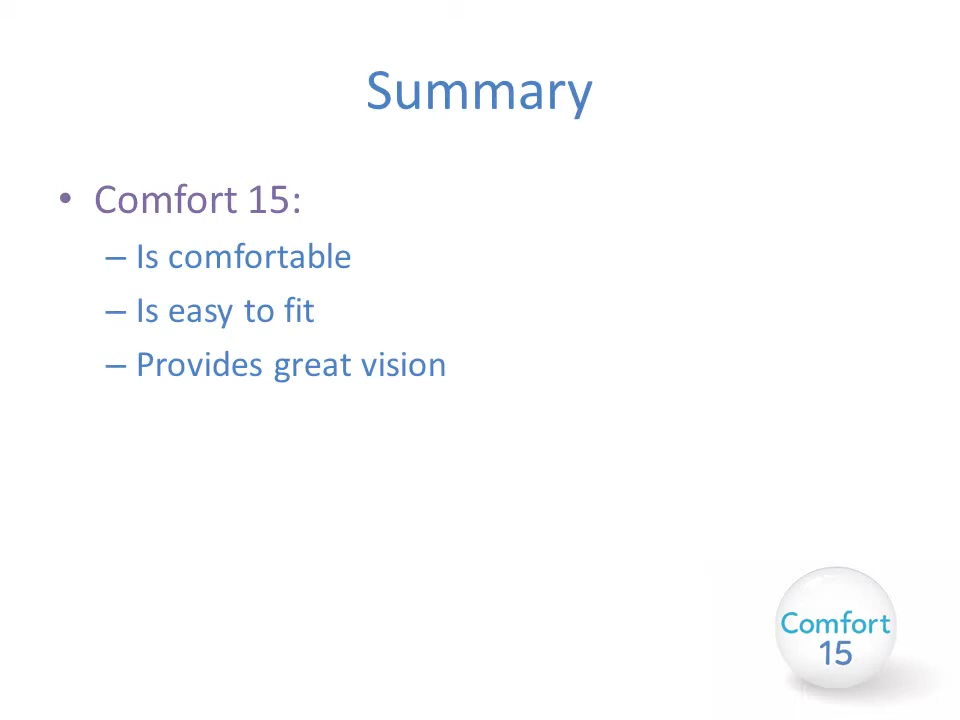 Summary
• Comfort 15:
– Is comfortable
– Is easy to fit
– Provides great vision
Comfort
15